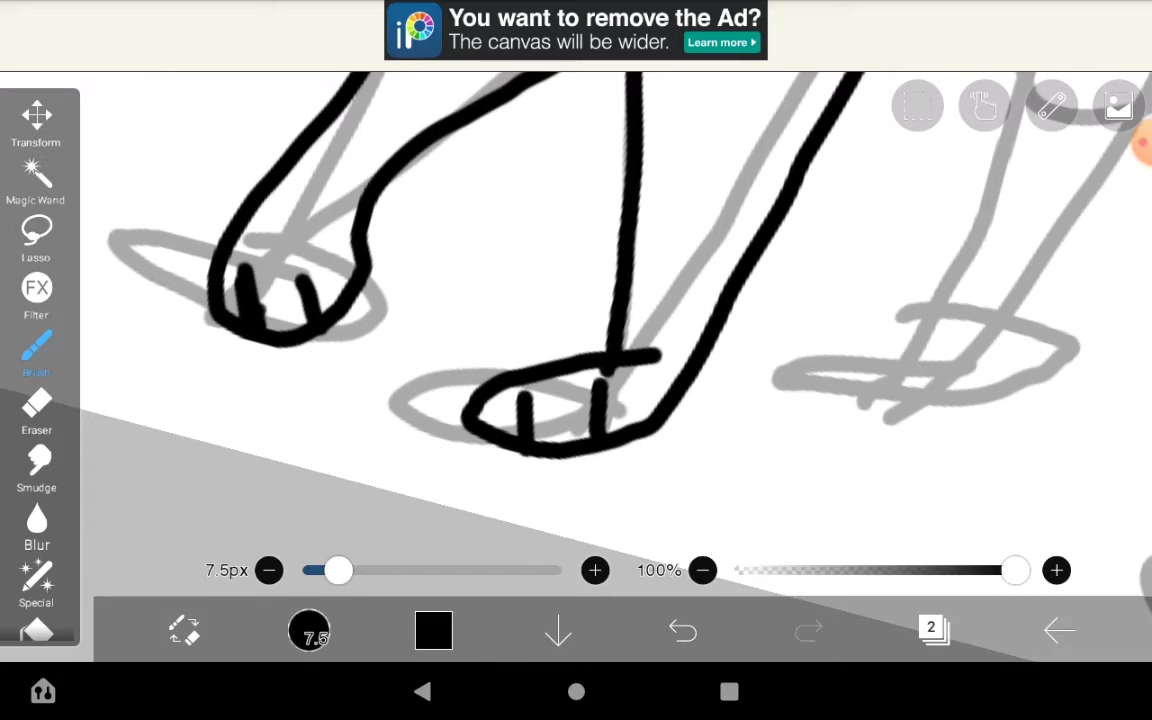 iP
You want to remove the Ad?
The canvas will be wider.
Learn more
Transform
Magic Wand
Lasso
FX
Filter
Brush
Eraser
Smudge
Blur
Special
7.5px
100%
7.5
2